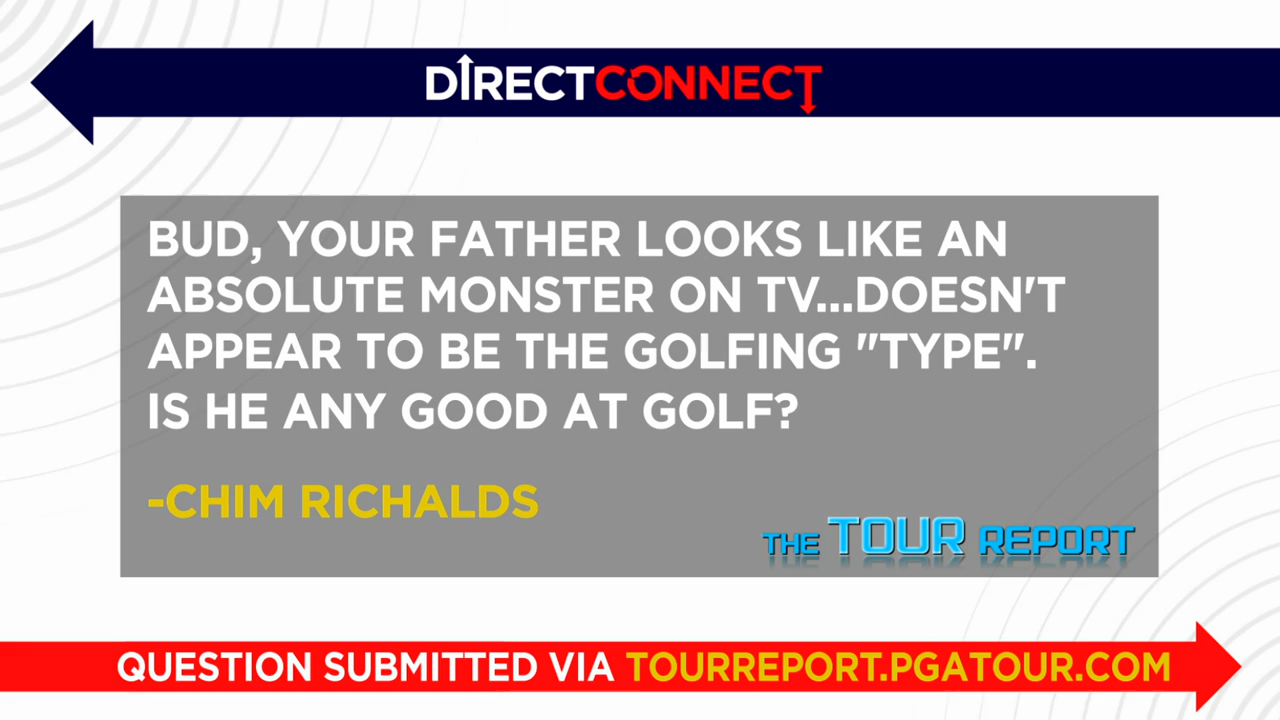 DIRECTCONNECT
BUD, YOUR FATHER LOOKS LIKE AN
ABSOLUTE MONSTER ON TV...DOESN'T
APPEAR TO BE THE GOLFING "TYPE".
IS HE ANY GOOD AT GOLF?
-CHIM RICHALDS
THE TOUR REPORT
QUESTION SUBMITTED VIA TOURREPORT.PGATOUR.COM